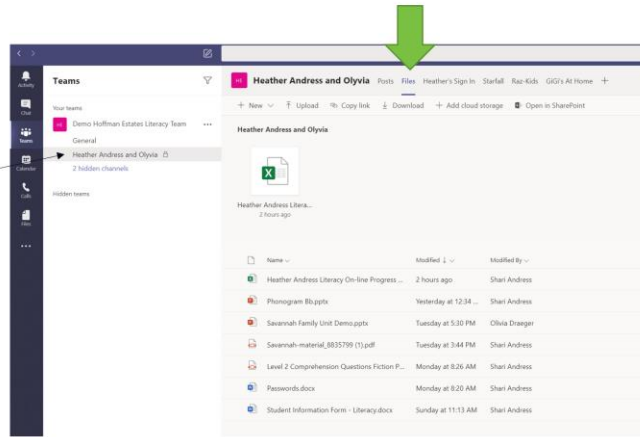 Activity
Chat
Teams
Calendar
Calls
Files
Teams
Your teams
HE Demo Hoffman Estates Literacy Team ...
General
Heather Andress and Olyvia
2 hidden channels
Hidden teams
HE Heather Andress and Olyvia Posts Files Heather's Sign In Starfall Raz-Kids GiGi's At Home +
+ New Upload Copy link Download + Add cloud storage Open in SharePoint
Heather Andress and Olyvia
Heather Andress Litera...
2 hours ago
Name Modified Modified By
Heather Andress Literacy On-line Progress ... 2 hours ago Shari Andress
Phonogram Bb.pptx Yesterday at 12:34 ... Shari Andress
Savannah Family Unit Demo.pptx Tuesday at 5:30 PM Olivia Draeger
Savannah-material_8835799 (1).pdf Tuesday at 3:44 PM Shari Andress
Level 2 Comprehension Questions Fiction P... Monday at 8:26 AM Shari Andress
Passwords.docx Monday at 8:20 AM Shari Andress
Student Information Form - Literacy.docx Sunday at 11:13 AM Shari Andress